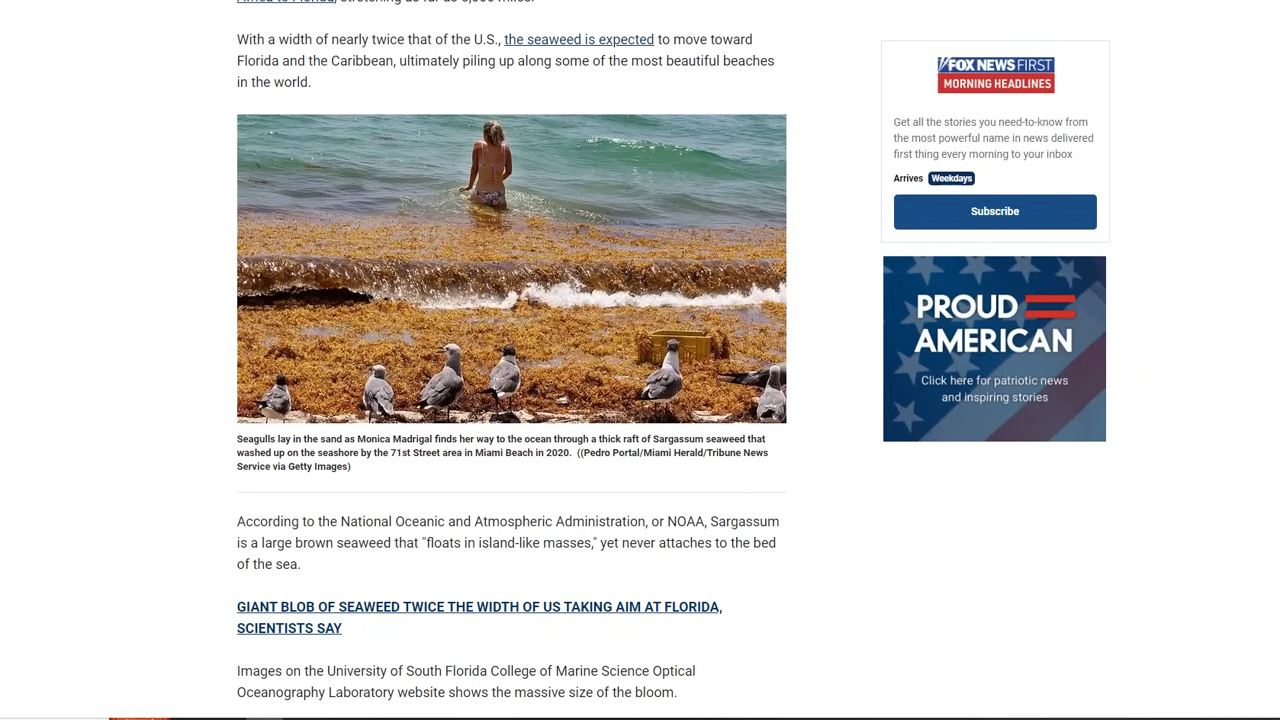 With a width of nearly twice that of the U.S., the seaweed is expected to move toward
Florida and the Caribbean, ultimately piling up along some of the most beautiful beaches
in the world.
Seagulls lay in the sand as Monica Madrigal finds her way to the ocean through a thick raft of Sargassum seaweed that
washed up on the seashore by the 71st Street area in Miami Beach in 2020.  ((Pedro Portal/Miami Herald/Tribune News
Service via Getty Images)
According to the National Oceanic and Atmospheric Administration, or NOAA, Sargassum
is a large brown seaweed that "floats in island-like masses," yet never attaches to the bed
of the sea.
GIANT BLOB OF SEAWEED TWICE THE WIDTH OF US TAKING AIM AT FLORIDA,
SCIENTISTS SAY
Images on the University of South Florida College of Marine Science Optical
Oceanography Laboratory website shows the massive size of the bloom.
FOX NEWS FIRST
MORNING HEADLINES
Get all the stories you need-to-know from
the most powerful name in news delivered
first thing every morning to your inbox
Arrives Weekdays
Subscribe
PROUD
AMERICAN
Click here for patriotic news
and inspiring stories